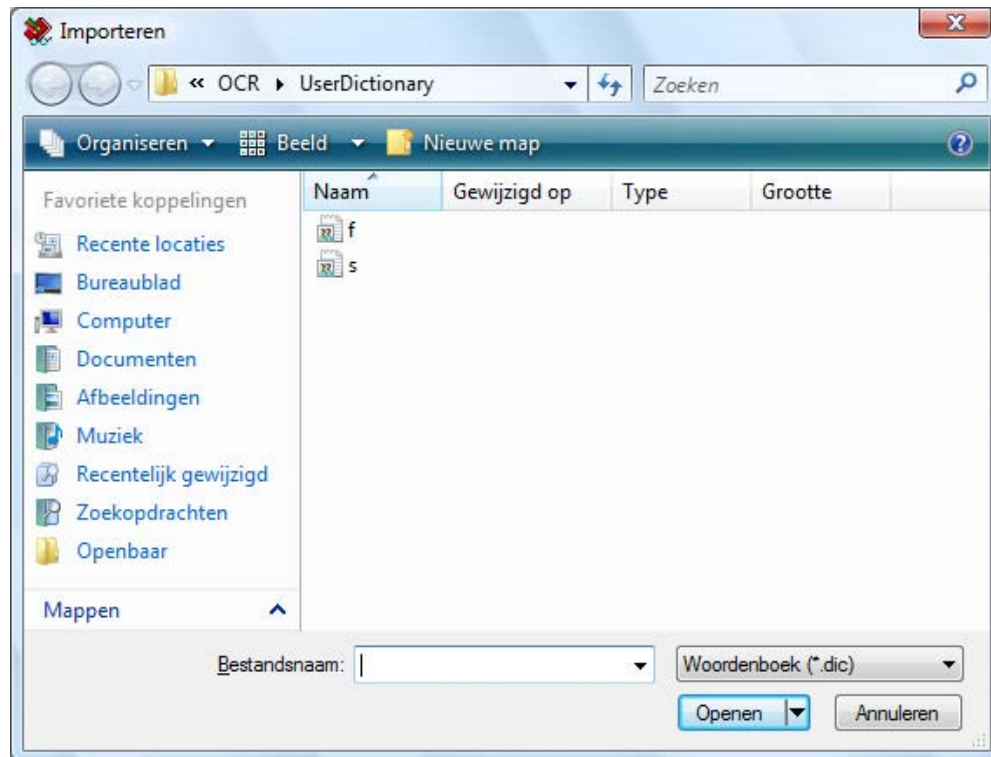 Importeren
« OCR ▸ UserDictionary Zoeken
Organiseren Beeld Nieuwe map
Favoriete koppelingen Naam Gewijzigd op Type Grootte
f
Recente locaties
s
Bureaublad
Computer
Documenten
Afbeeldingen
Muziek
Recentelijk gewijzigd
Zoekopdrachten
Openbaar
Mappen
Bestandsnaam: Woordenboek (*.dic)
Openen Annuleren